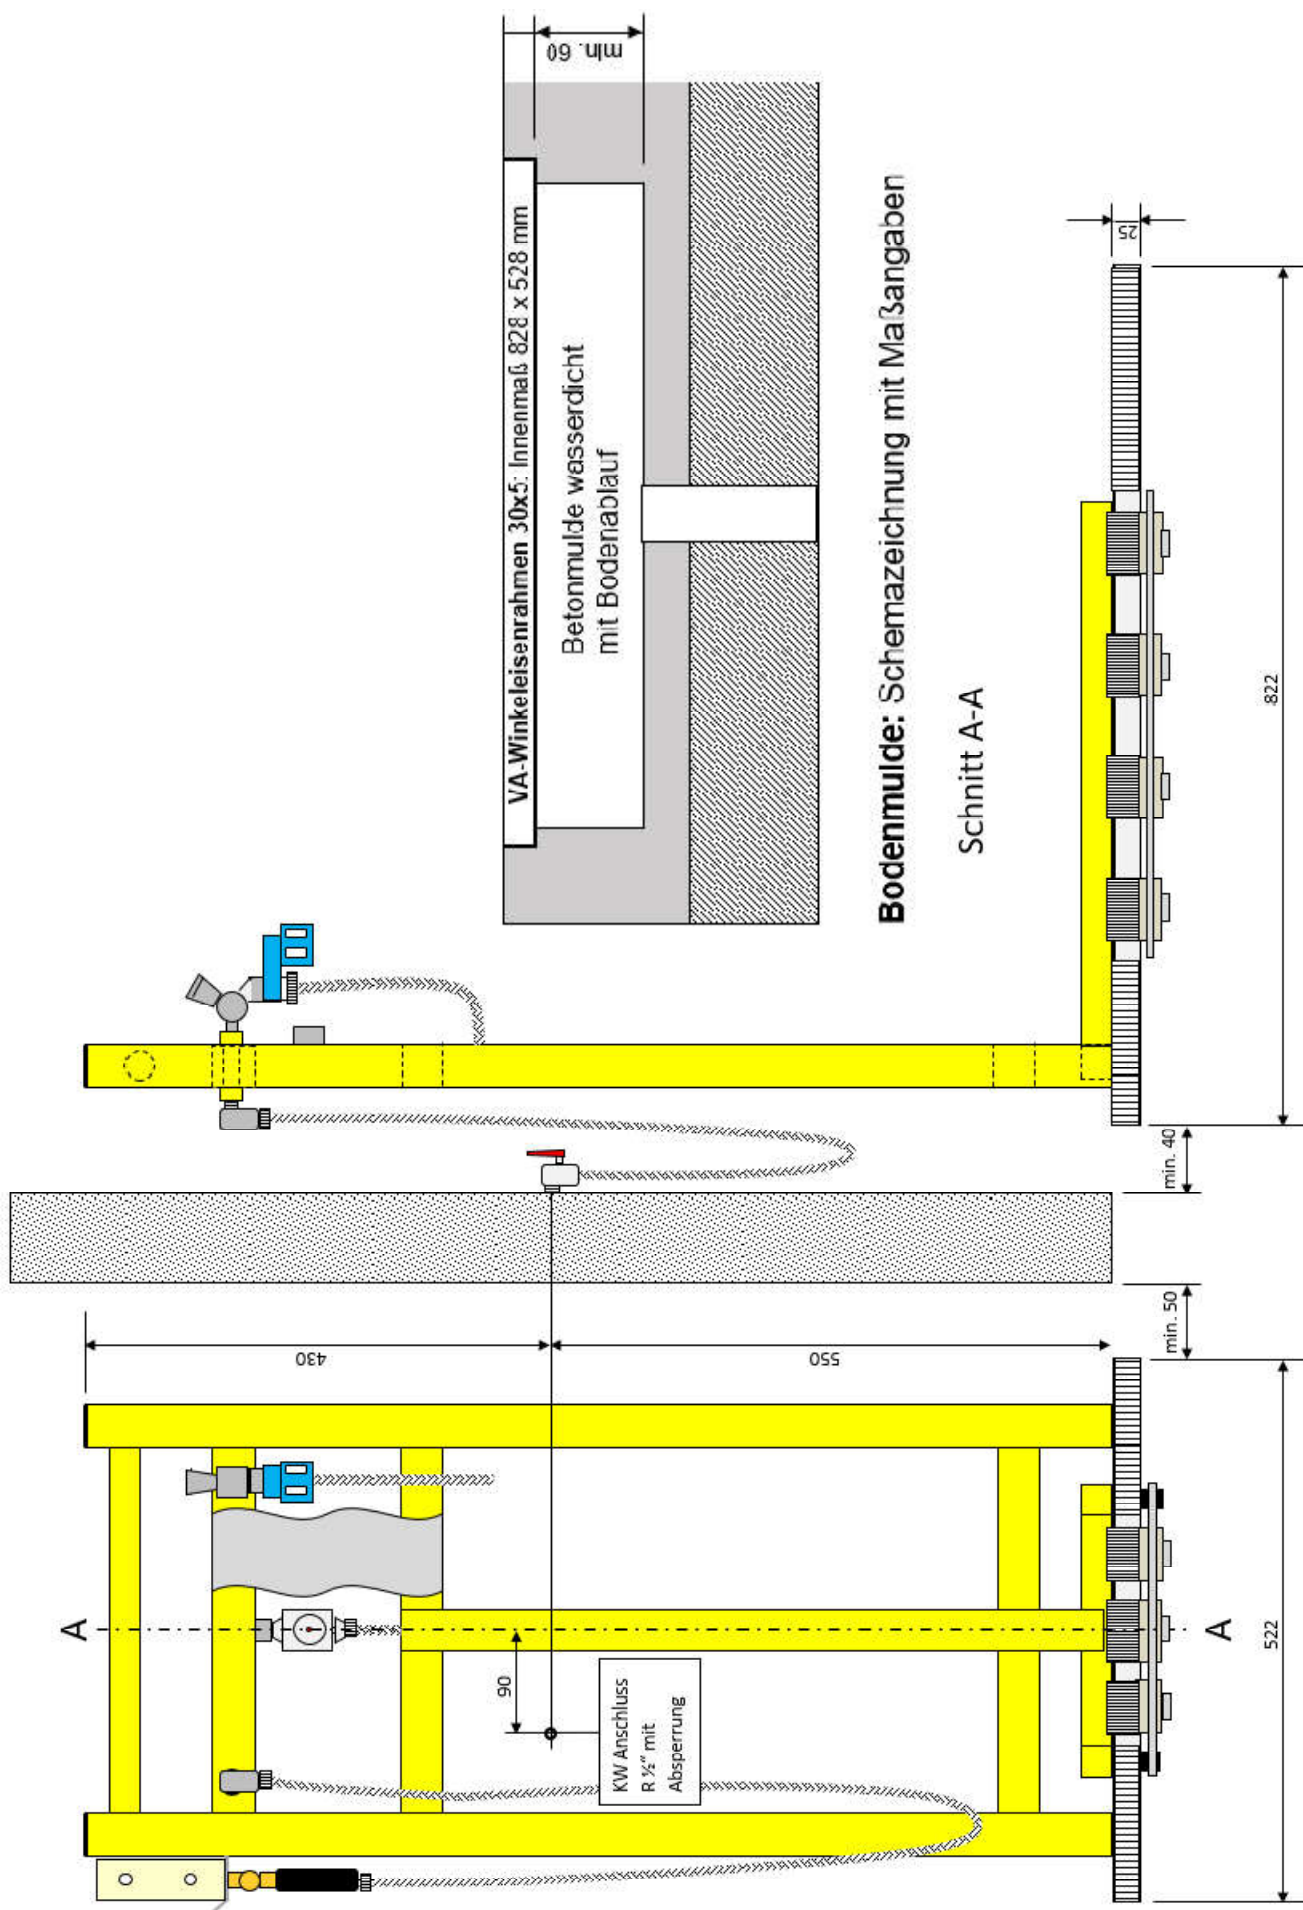 min. 60
VA-Winkeleisenrahmen 30x5: Innenmaß 828 x 528 mm
Betonmulde wasserdicht
mit Bodenablauf
Bodenmulde: Schemazeichnung mit Maßangaben
Schnitt A-A
25
822
min. 40
min. 50
430
550
A
90
KW Anschluss
R ½“ mit
Absperrung
A
522